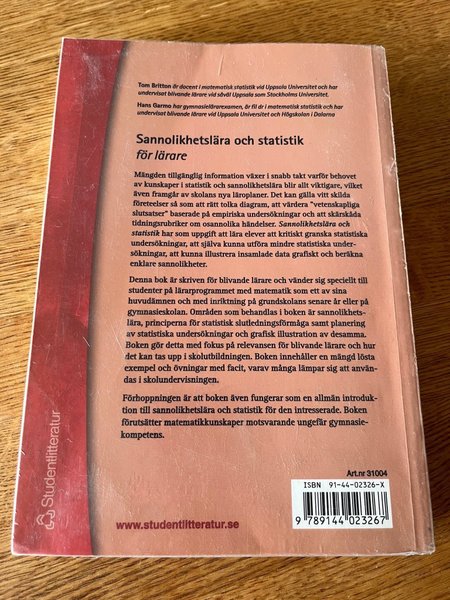 Tom Britton är docent i matematisk statistik vid Uppsala Universitet och har
undervisat blivande lärare vid såväl Uppsala som Stockholms Universitet.
Hans Garmo har gymnasielärarexamen, är fil dr i matematisk statistik och har
undervisat blivande lärare vid Uppsala Universitet och Högskolan i Dalarna
Sannolikhetslära och statistik
för lärare
Mängden tillgänglig information växer i snabb takt varför behovet
av kunskaper i statistik och sannolikhetslära blir allt viktigare, vilket
även framgår av skolans nya läroplaner. Det kan gälla vitt skilda
företeelser så som att rätt tolka diagram, att värdera "vetenskapliga
slutsatser" baserade på empiriska undersökningar och att skärskåda
tidningsrubriker om osannolika händelser. Sannolikhetslära och
statistik har som uppgift att lära elever att kritiskt granska statistiska
undersökningar, att själva kunna utföra mindre statistiska under-
sökningar, att kunna illustrera insamlade data grafiskt och beräkna
enklare sannolikheter.
Denna bok är skriven för blivande lärare och vänder sig speciellt till
studenter på lärarprogrammet med matematik som ett av sina
huvudämnen och med inriktning på grundskolans senare år eller på
gymnasieskolan. Områden som behandlas i boken är sannolikhets-
lära, principerna för statistisk slutledningsförmåga samt planering
av statistiska undersökningar och grafisk illustration av desamma.
Boken gör detta med fokus på relevansen för blivande lärare och hur
det kan tas upp i skolutbildningen. Boken innehåller en mängd lösta
exempel och övningar med facit, varav många lämpar sig att använ-
das i skolundervisningen.
Förhoppningen är att boken även fungerar som en allmän introduk-
tion till sannolikhetslära och statistik för den intresserade. Boken
förutsätter matematikkunskaper motsvarande ungefär gymnasie-
kompetens.
Art.nr 31004
ISBN 91-44-02326-X
9 789144 023267
www.studentlitteratur.se
Studentlitteratur